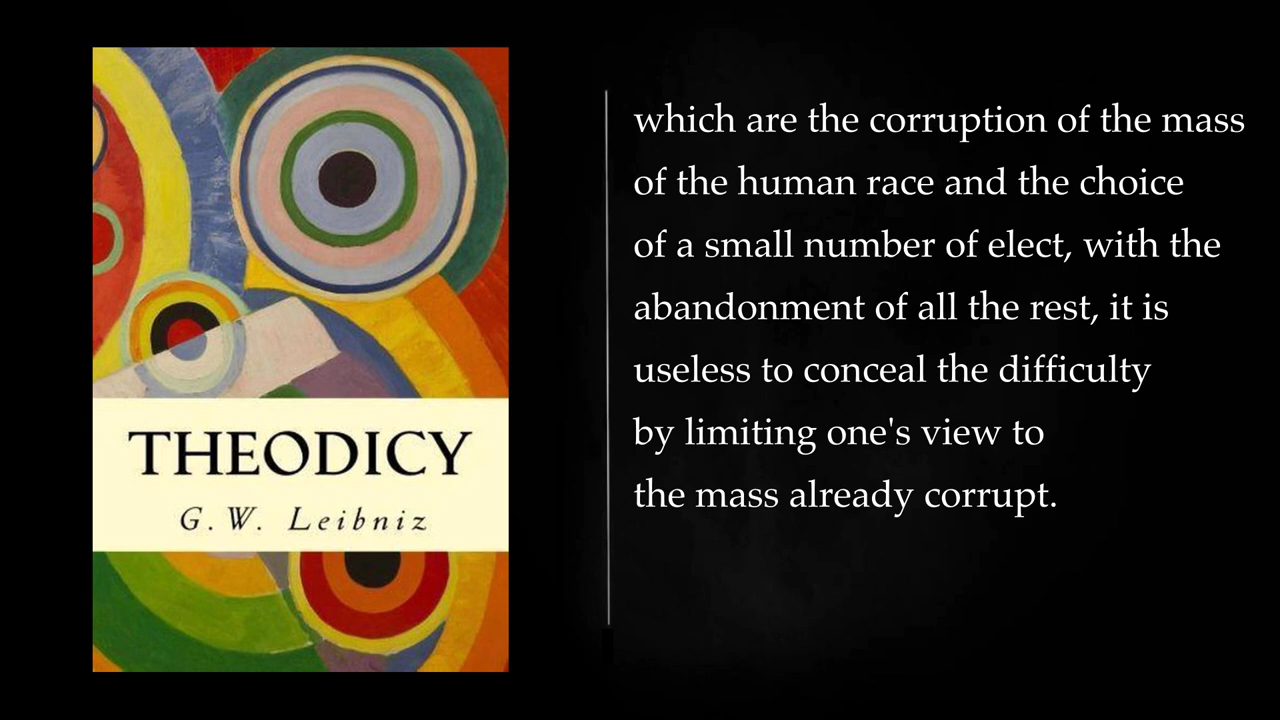 THEODICY
G.W. Leibniz
which are the corruption of the mass
of the human race and the choice
of a small number of elect, with the
abandonment of all the rest, it is
useless to conceal the difficulty
by limiting one's view to
the mass already corrupt.